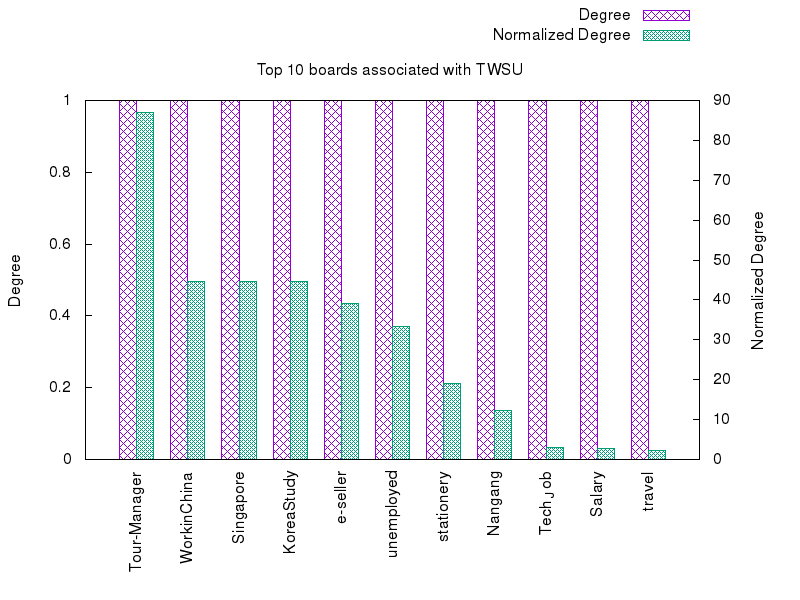 Degree
Normalized Degree
Top 10 boards associated with TWSU
1
0.8
0.6
0.4
0.2
0
Degree
90
80
70
60
50
40
30
20
10
0
Normalized Degree
Tour-Manager
WorkinChina
Singapore
KoreaStudy
e-seller
unemployed
stationery
Nangang
TechJob
Salary
travel